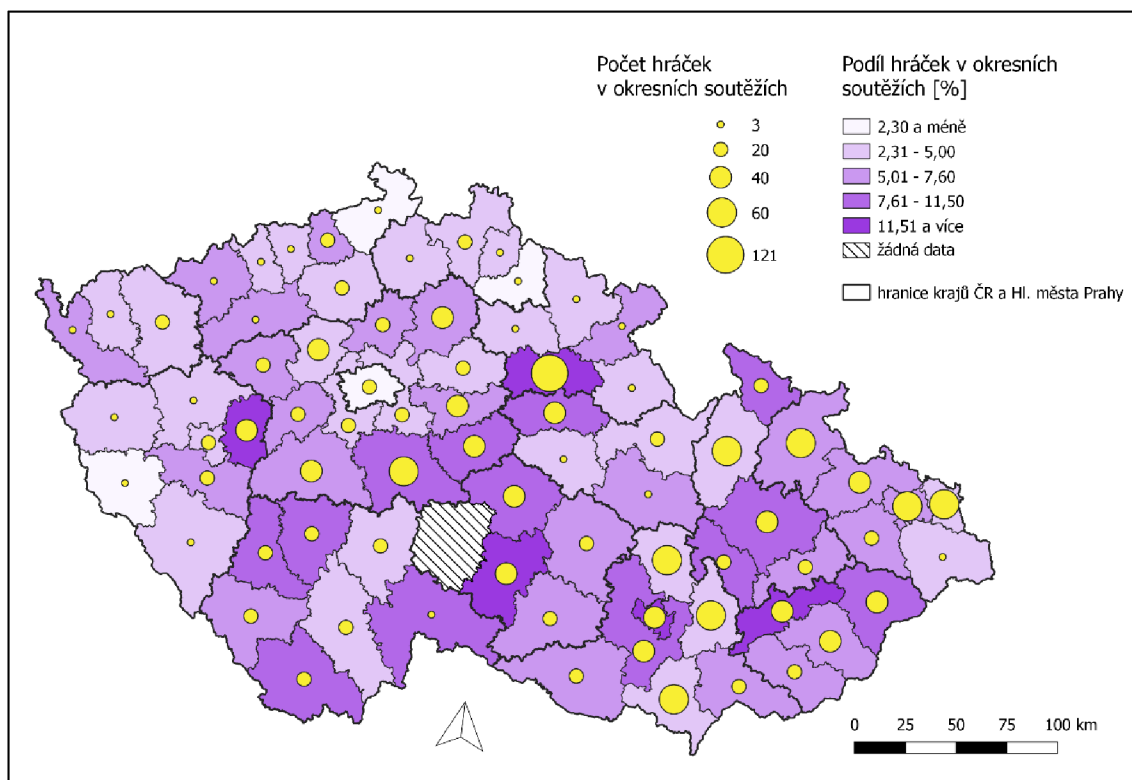 Počet hráček
v okresních soutěžích
3
20
40
60
121
Podíl hráček v okresních
soutěžích [%]
2,30 a méně
2,31 - 5,00
5,01 - 7,60
7,61 - 11,50
11,51 a více
žádná data
hranice krajů ČR a Hl. města Prahy
0 25 50 75 100 km